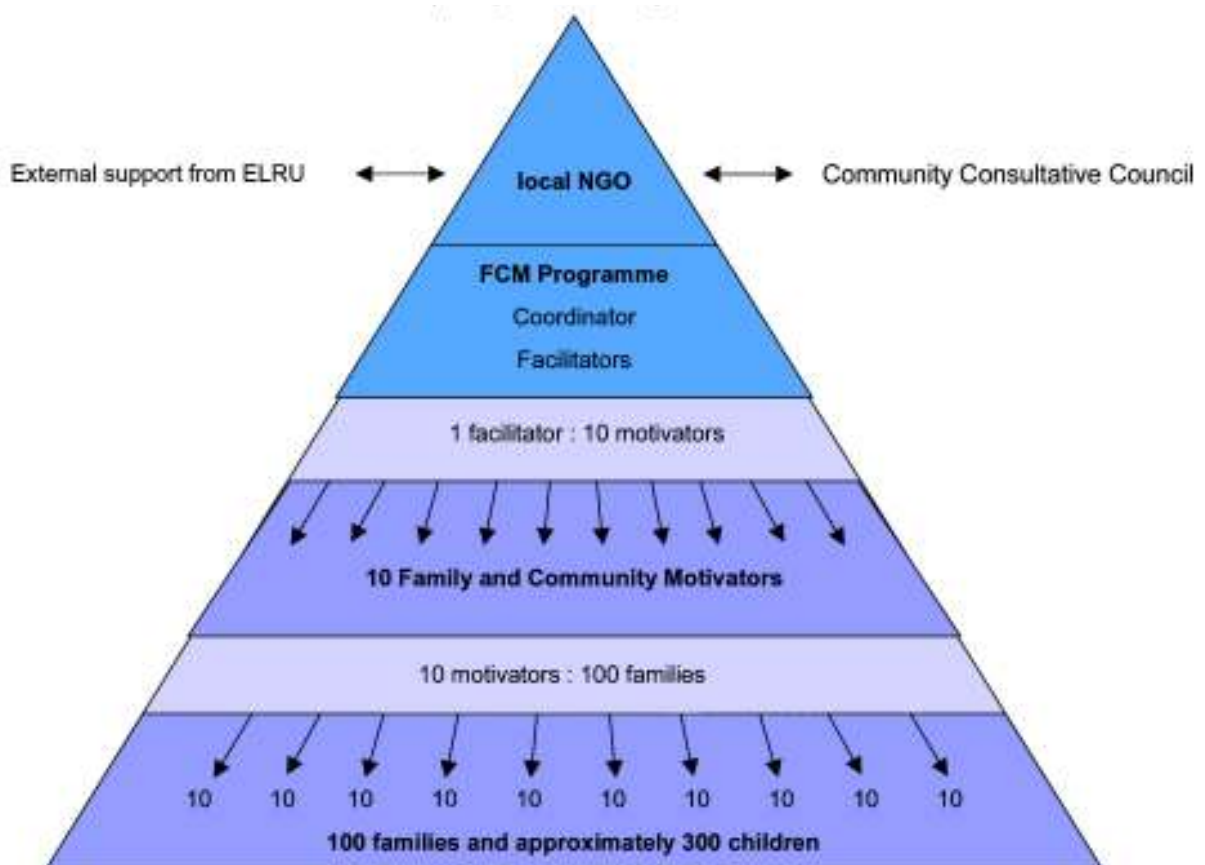 External support from ELRU
local NGO
Community Consultative Council
FCM Programme
Coordinator
Facilitators
1 facilitator : 10 motivators
10 Family and Community Motivators
10 motivators : 100 families
10 10 10 10 10 10 10 10 10 10
100 families and approximately 300 children